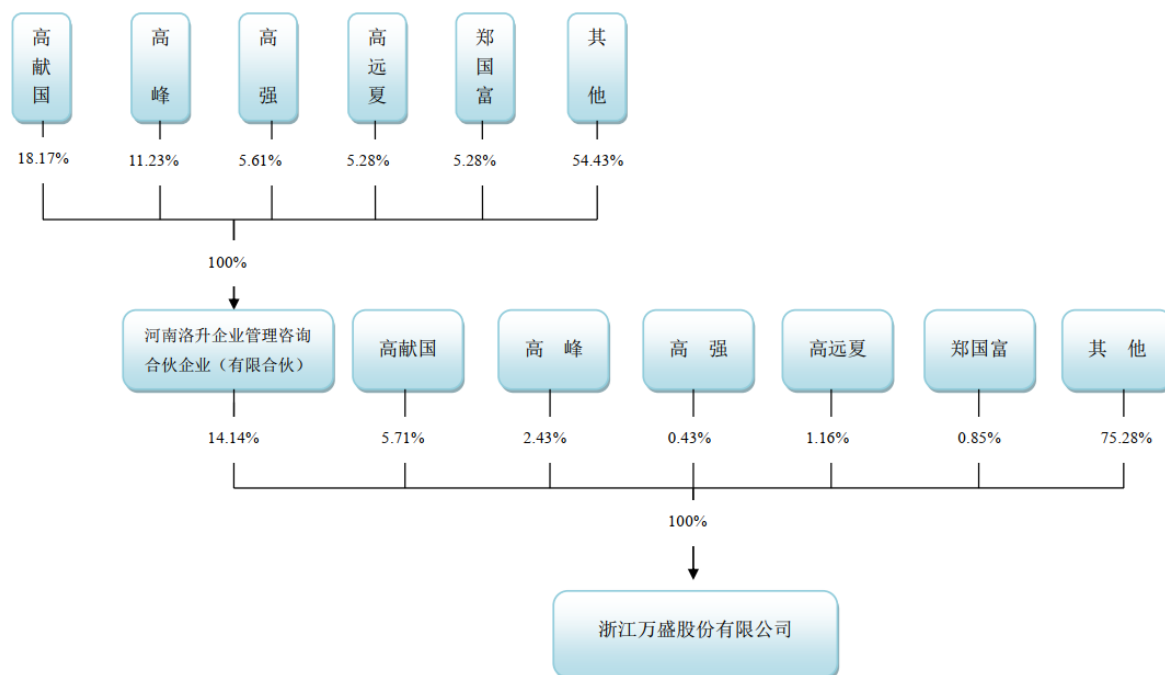 高献国
高峰
高强
高远夏
郑国富
其他
18.17%
11.23%
5.61%
5.28%
5.28%
54.43%
100%
河南洛升企业管理咨询
合伙企业（有限合伙）
高献国
高　峰
高　强
高远夏
郑国富
其　他
14.14%
5.71%
2.43%
0.43%
1.16%
0.85%
75.28%
100%
浙江万盛股份有限公司